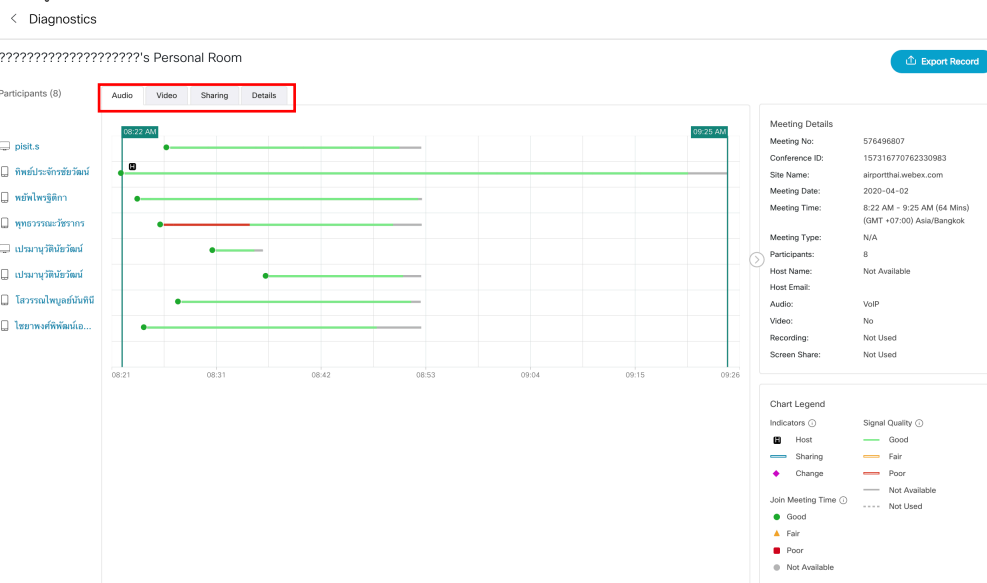 Diagnostics
?????????????????????'s Personal Room
Export Record
Participants (8)
Audio Video Sharing Details
08:22 AM 09:25 AM
pisit.s
ทิพย์ประจักรชัยวัฒน์
พยัพไพรฐิติกา
พุทธวรรณะวัชรากร
เปรมานุวัตินัยวัฒน์
เปรมานุวัตินัยวัฒน์
โสวรรณไพบูลย์นันทินี
ไชยาพงศ์พิพัฒน์เอ...
H
08:21 08:31 08:42 08:53 09:04 09:15 09:26
Meeting Details
Meeting No: 576496807
Conference ID: 157316770762330983
Site Name: airportthai.webex.com
Meeting Date: 2020-04-02
Meeting Time: 8:22 AM - 9:25 AM (64 Mins)
(GMT +07:00) Asia/Bangkok
Meeting Type: N/A
Participants: 8
Host Name: Not Available
Host Email:
Audio: VoIP
Video: No
Recording: Not Used
Screen Share: Not Used
Chart Legend
Indicators Signal Quality
H Host Good
Sharing Fair
Change Poor
Not Available
Join Meeting Time Not Used
Good
Fair
Poor
Not Available